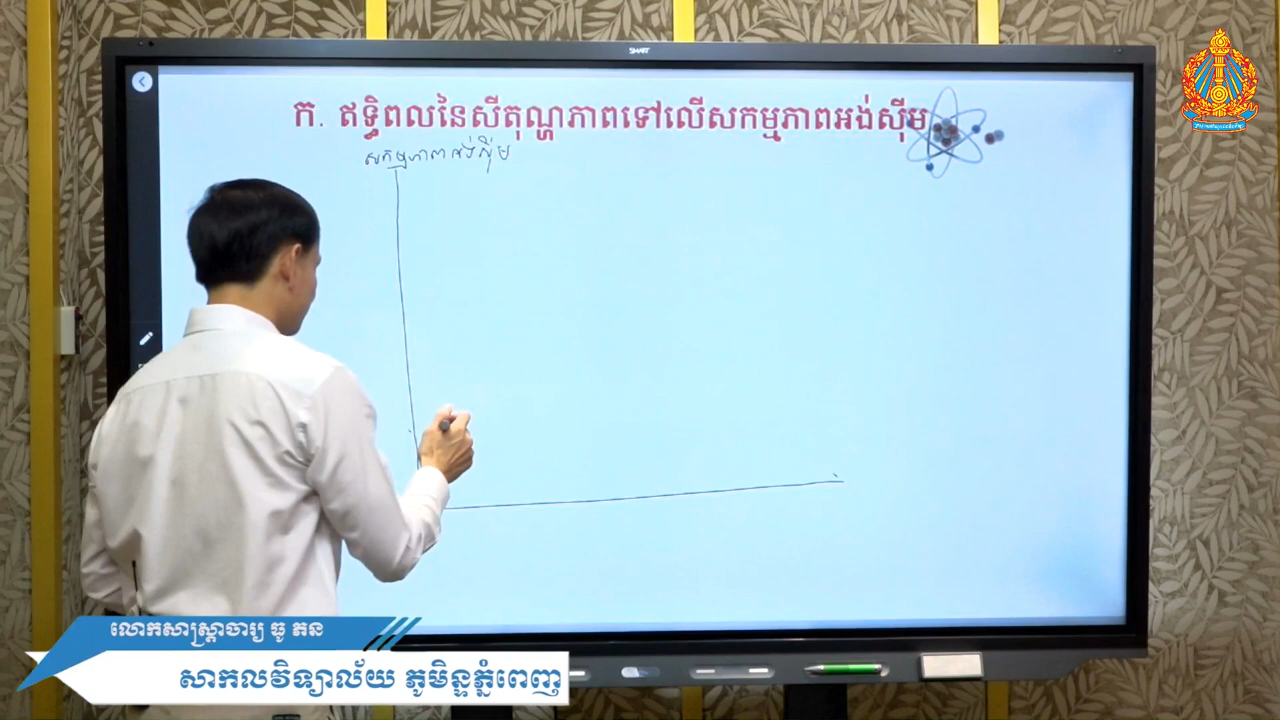 SMART
ក. ឥទ្ធិពលនៃសីតុណ្ហភាពទៅលើសកម្មភាពអង់ស៊ីម
សកម្មភាពអង់ស៊ីម
លោកសាស្ត្រាចារ្យ ធូ ភន
សាកលវិទ្យាល័យ ភូមិន្ទភ្នំពេញ